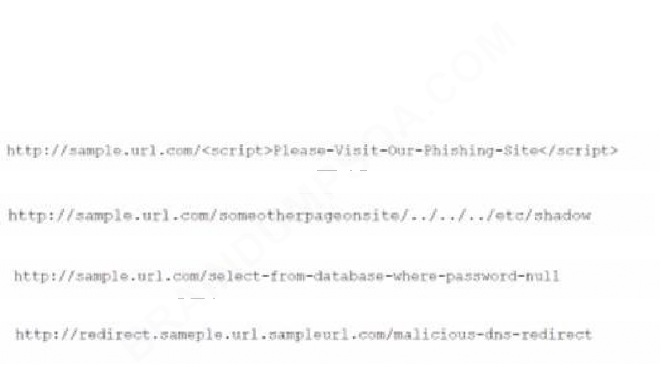 http://sample.url.com/<script>Please-Visit-Our-Phishing-Site</script>
http://sample.url.com/someotherpageonsite/../../../etc/shadow
http://sample.url.com/select-from-database-where-password-null
http://redirect.sameple.url.sampleurl.com/malicious-dns-redirect